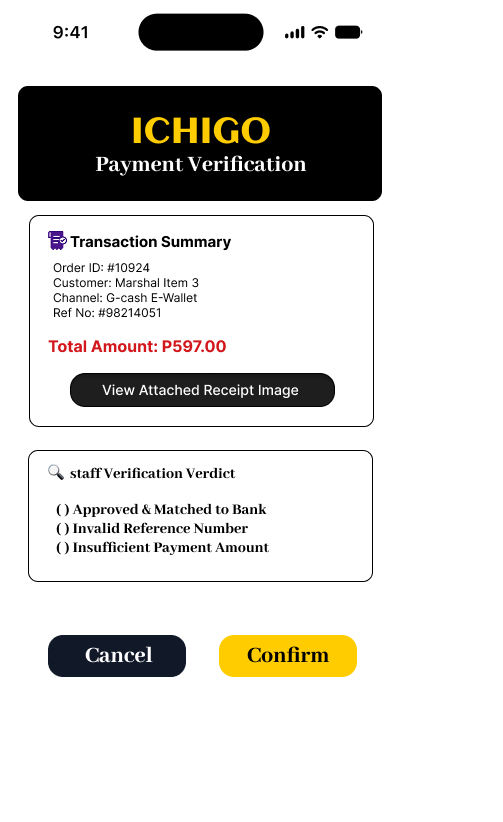 9:41
ICHIGO
Payment Verification
Transaction Summary
Order ID: #10924
Customer: Marshal Item 3
Channel: G-cash E-Wallet
Ref No: #98214051
Total Amount: P597.00
View Attached Receipt Image
staff Verification Verdict
( ) Approved & Matched to Bank
( ) Invalid Reference Number
( ) Insufficient Payment Amount
Cancel
Confirm